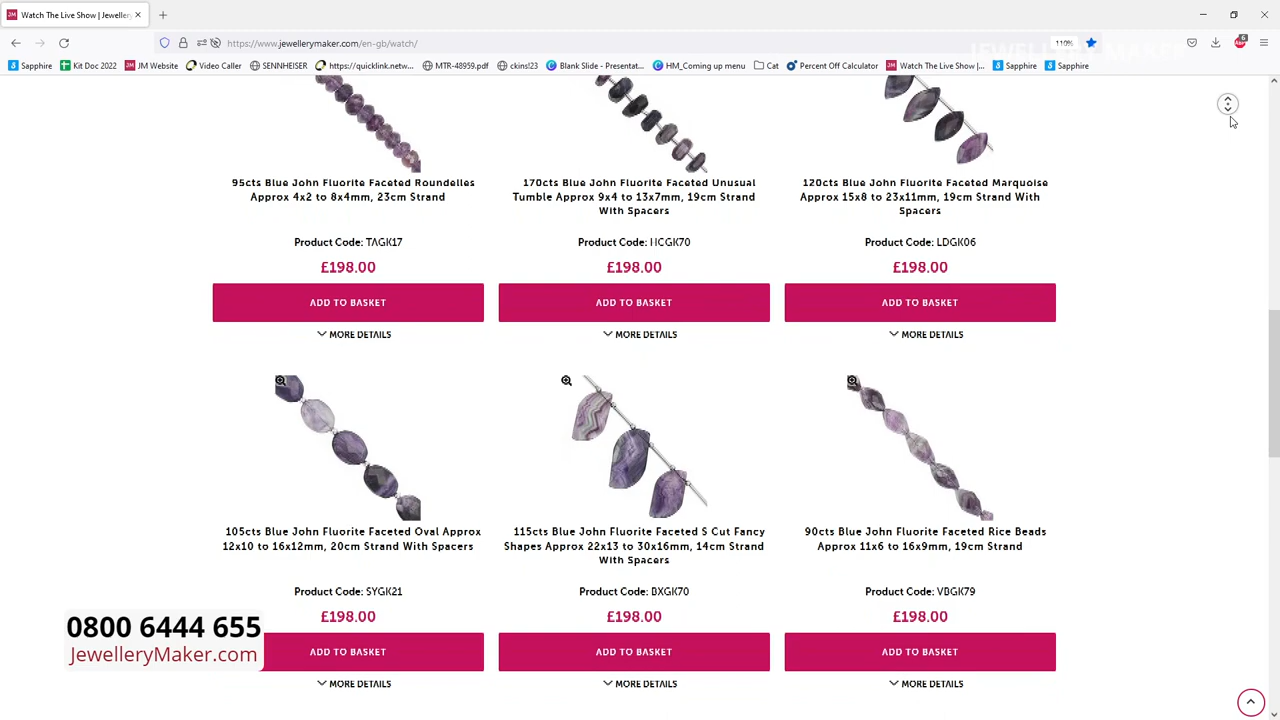 Watch The Live Show | Jeweller
https://www.jewellerymaker.com/
gb/watch/
110%
6
JEWELLERY MAKER
Sapphire
Kit Doc 2022
JM Website
Video Caller
SENNHEISER
https://quicklink.netw...
MTR-48959.pdf
ckins!23
Blank Slide - Presentat...
HM_Coming up menu
Cat
Percent Off Calculator
Watch The Live Show |...
Sapphire
Sapphire
95cts Blue John Fluorite Faceted Roundelles
Approx 4x2 to 8x4mm, 23cm Strand
Product Code: TAGK17
£198.00
ADD TO BASKET
MORE DETAILS
170cts Blue John Fluorite Faceted Unusual
Tumble Approx 9x4 to 13x7mm, 19cm Strand
With Spacers
Product Code: HCGK70
£198.00
ADD TO BASKET
MORE DETAILS
120cts Blue John Fluorite Faceted Marquoise
Approx 15x8 to 23x11mm, 19cm Strand With
Spacers
Product Code: LDGK06
£198.00
ADD TO BASKET
MORE DETAILS
105cts Blue John Fluorite Faceted Oval Approx
12x10 to 16x12mm, 20cm Strand With Spacers
Product Code: SYGK21
£198.00
ADD TO BASKET
MORE DETAILS
115cts Blue John Fluorite Faceted S Cut Fancy
Shapes Approx 22x13 to 30x16mm, 14cm Strand
With Spacers
Product Code: BXGK70
£198.00
ADD TO BASKET
MORE DETAILS
90cts Blue John Fluorite Faceted Rice Beads
Approx 11x6 to 16x9mm, 19cm Strand
Product Code: VBGK79
£198.00
ADD TO BASKET
MORE DETAILS
0800 6444 655
JewelleryMaker.com